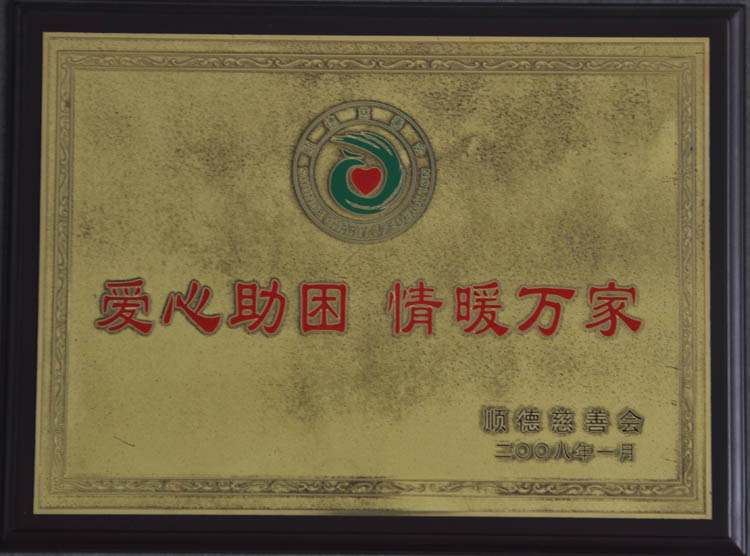 爱心助困 情暖万家
顺德慈善会
二〇〇八年一月